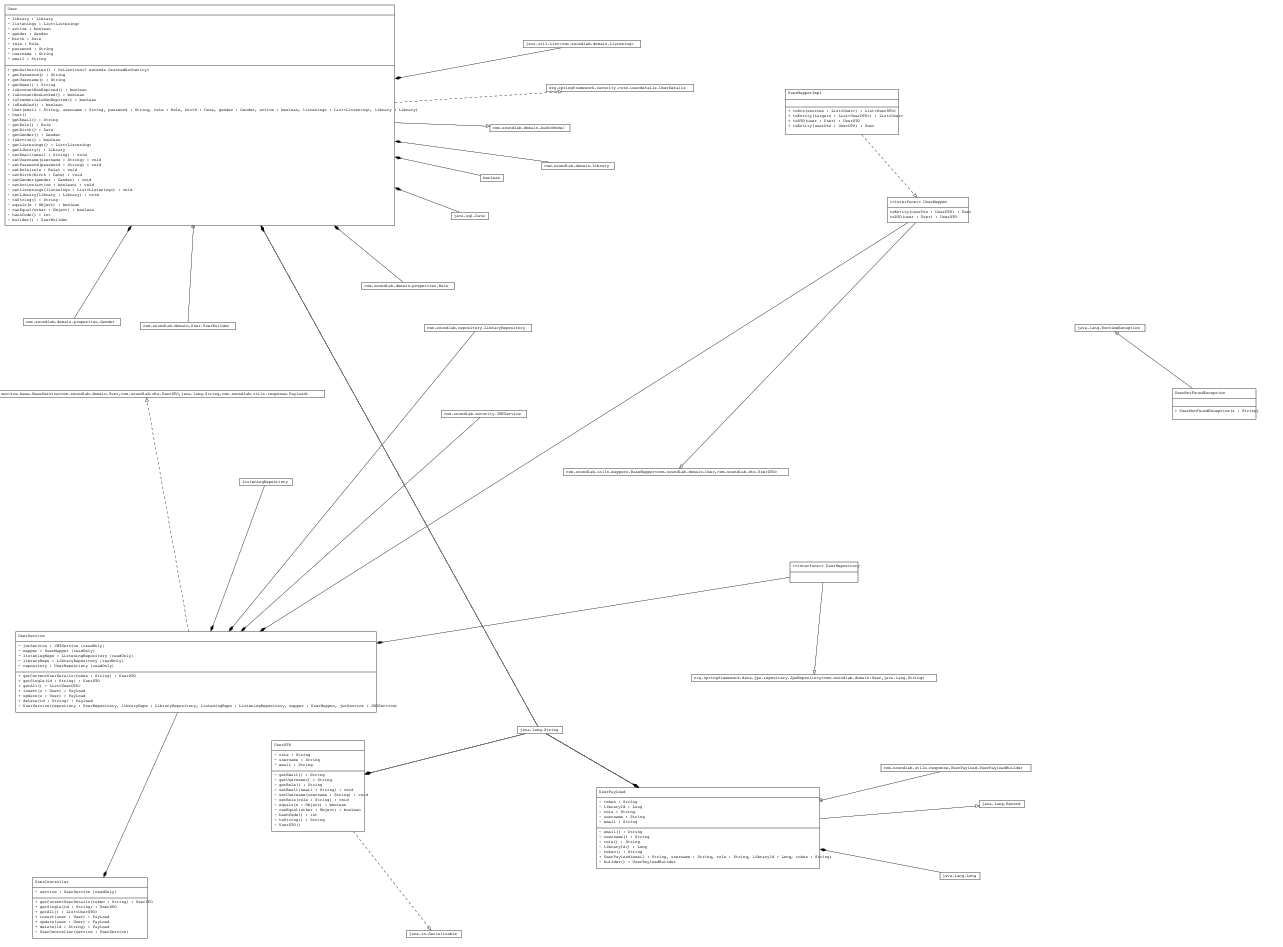 User
- library : Library
- listenings : List<Listening>
- active : boolean
- gender : Gender
- birth : Date
- role : Role
- password : String
- username : String
- email : String
+ getAuthorities() : Collection<? extends GrantedAuthority>
+ getPassword() : String
+ getUsername() : String
+ getName() : String
+ isAccountNonExpired() : boolean
+ isAccountNonLocked() : boolean
+ isCredentialsNonExpired() : boolean
+ isEnabled() : boolean
- User(email : String, username : String, password : String, role : Role, birth : Date, gender : Gender, active : boolean, listenings : List<Listening>, library : Library)
- User()
- getEmail() : String
- getRole() : Role
- getBirth() : Date
- getGender() : Gender
- isActive() : boolean
- getListenings() : List<Listening>
- getLibrary() : Library
- setEmail(email : String) : void
- setUsername(username : String) : void
- setPassword(password : String) : void
- setRole(role : Role) : void
- setBirth(birth : Date) : void
- setGender(gender : Gender) : void
- setActive(active : boolean) : void
- setListenings(listenings : List<Listening>) : void
- setLibrary(library : Library) : void
- toString() : String
- equals(o : Object) : boolean
- canEqual(other : Object) : boolean
- hashCode() : int
- builder() : UserBuilder
java.util.List<com.soundlab.domain.Listening>
org.springframework.security.core.userdetails.UserDetails
com.soundlab.domain.AuditModel
com.soundlab.domain.Library
boolean
java.sql.Date
UserMapperImpl
+ toDto(sources : List<User>) : List<UserDTO>
+ toEntity(targets : List<UserDTO>) : List<User>
+ toDTO(user : User) : UserDTO
+ toEntity(userDto : UserDTO) : User
<<interface>> UserMapper
toEntity(userDto : UserDTO) : User
toDTO(user : User) : UserDTO
com.soundlab.domain.properties.Role
com.soundlab.domain.properties.Gender
com.soundlab.domain.User.UserBuilder
com.soundlab.repository.LibraryRepository
java.lang.RuntimeException
service.base.BaseService<com.soundlab.domain.User,com.soundlab.dto.UserDTO,java.lang.String,com.soundlab.utils.response.Payload>
UserNotFoundException
+ UserNotFoundException(s : String)
com.soundlab.security.JWTService
com.soundlab.utils.mappers.BaseMapper<com.soundlab.domain.User,com.soundlab.dto.UserDTO>
ListeningRepository
<<interface>> UserRepository
UserService
- jwtService : JWTService {readOnly}
- mapper : UserMapper {readOnly}
- listeningRepo : ListeningRepository {readOnly}
- libraryRepo : LibraryRepository {readOnly}
- repository : UserRepository {readOnly}
+ getCurrentUserDetails(token : String) : UserDTO
+ getSingle(id : String) : UserDTO
+ getAll() : List<UserDTO>
+ insert(u : User) : Payload
+ update(u : User) : Payload
+ delete(id : String) : Payload
- UserService(repository : UserRepository, libraryRepo : LibraryRepository, listeningRepo : ListeningRepository, mapper : UserMapper, jwtService : JWTService)
org.springframework.data.jpa.repository.JpaRepository<com.soundlab.domain.User,java.lang.String>
java.lang.String
UserDTO
- role : String
- username : String
- email : String
- getEmail() : String
- getUsername() : String
- getRole() : String
- setEmail(email : String) : void
- setUsername(username : String) : void
- setRole(role : String) : void
+ equals(o : Object) : boolean
- canEqual(other : Object) : boolean
+ hashCode() : int
- toString() : String
- UserDTO()
com.soundlab.utils.response.UserPayload.UserPayloadBuilder
UserPayload
- token : String
- libraryId : Long
- role : String
- username : String
- email : String
- email() : String
- username() : String
- role() : String
- libraryId() : Long
- token() : String
+ UserPayload(email : String, username : String, role : String, libraryId : Long, token : String)
- builder() : UserPayloadBuilder
java.lang.Record
java.lang.Long
UserController
- service : UserService {readOnly}
+ getCurrentUserDetails(token : String) : UserDTO
+ getSingle(id : String) : UserDTO
+ getAll() : List<UserDTO>
+ insert(user : User) : Payload
+ update(user : User) : Payload
+ delete(id : String) : Payload
- UserController(service : UserService)
java.io.Serializable